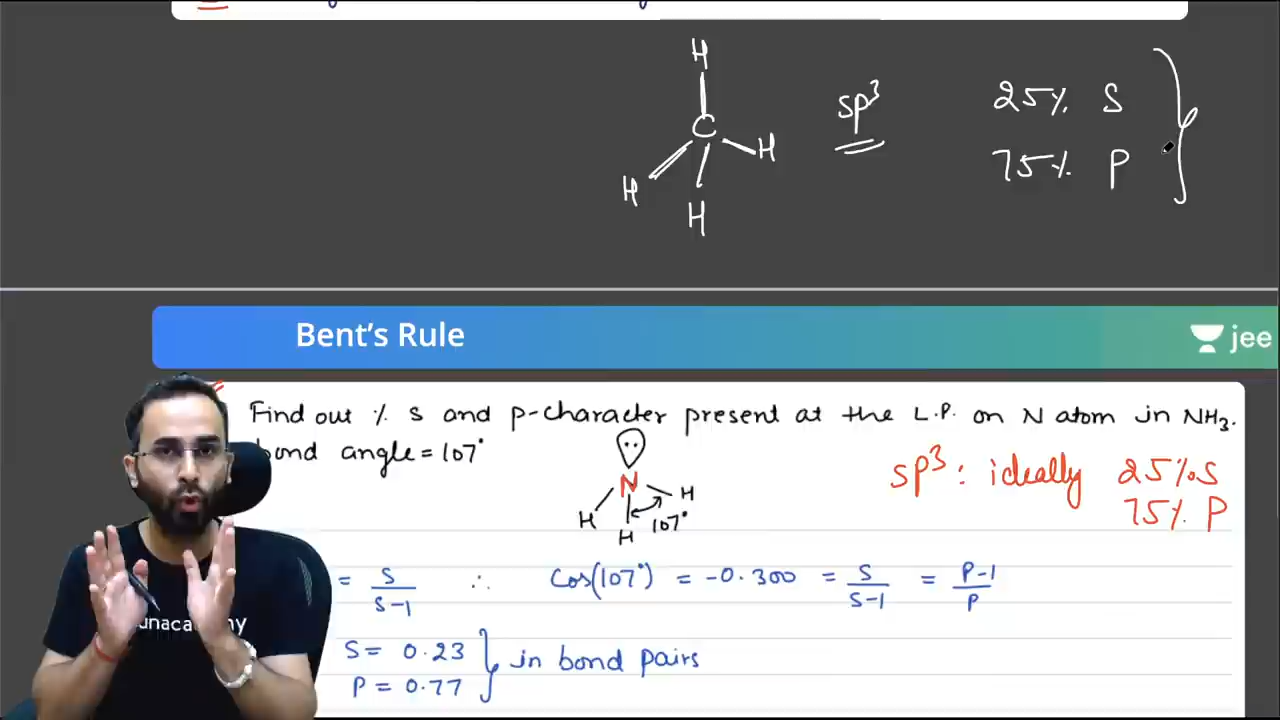 H
C
H
H
H
sp³
25% S
75% P
Bent's Rule
jee
Find out % S and p-character present at the L.P. on N atom in NH₃.
bond angle = 107°
N
H
H
H
107°
sp³: ideally 25% S
75% P
= S/S-1 ∴ Cos(107°) = -0.300 = S/S-1 = P-1/P
S = 0.23
P = 0.77
} in bond pairs
unacademy